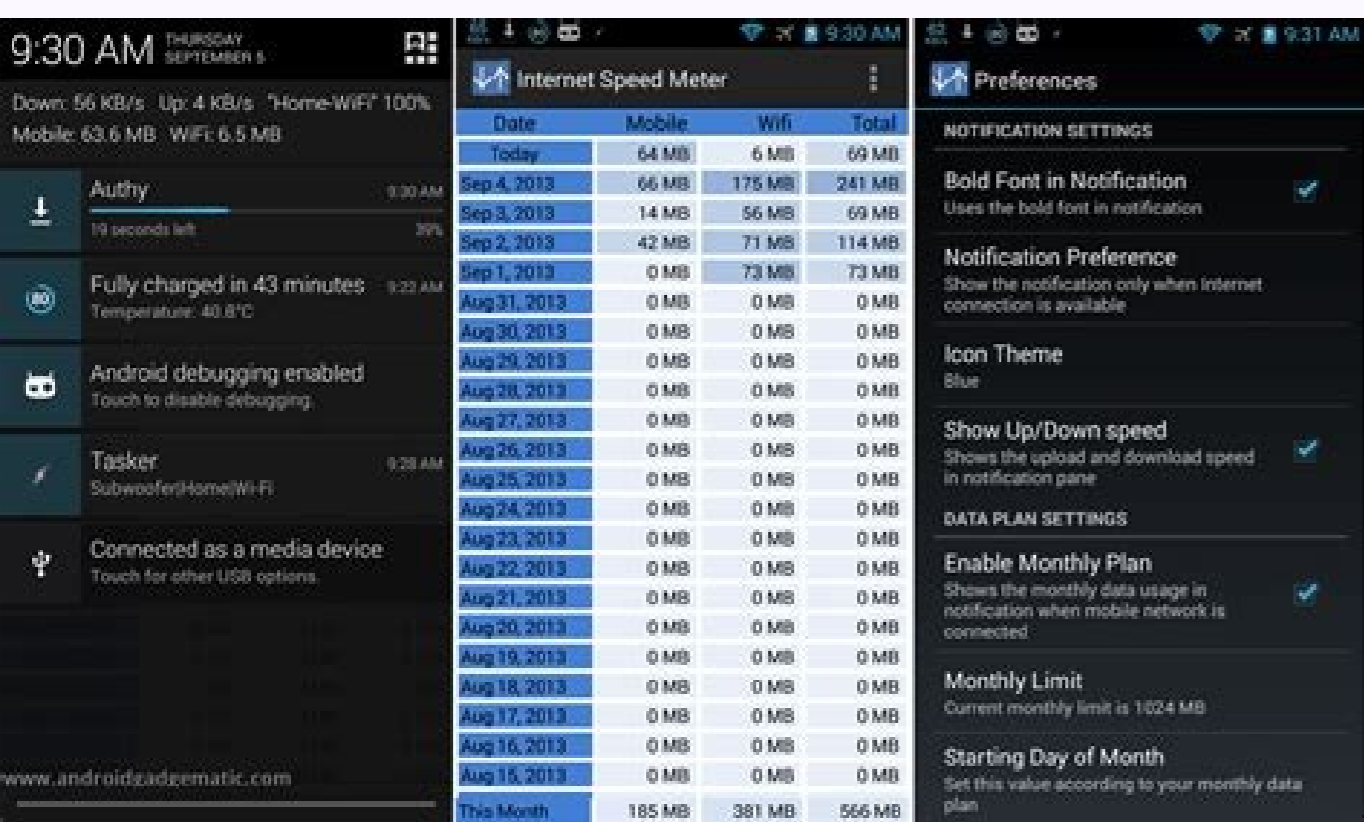 9:30 AM THURSDAY
SEPTEMBER 5
Down: 56 KB/s Up: 4 KB/s "Home-WiFi" 100%
Mobile: 63.6 MB WiFi: 6.5 MB
Authy 9:30 AM
19 seconds left 39%
80
Fully charged in 43 minutes 9:22 AM
Temperature: 40.8°C
Android debugging enabled
Touch to disable debugging.
Tasker 9:28 AM
Subwoofer|Home|Wi-Fi
Connected as a media device
Touch for other USB options.
www.androidgadgematic.com
9:30 AM
Internet Speed Meter
Date Mobile Wifi Total
Today 64 MB 6 MB 69 MB
Sep 4, 2013 66 MB 175 MB 241 MB
Sep 3, 2013 14 MB 56 MB 69 MB
Sep 2, 2013 42 MB 71 MB 114 MB
Sep 1, 2013 0 MB 73 MB 73 MB
Aug 31, 2013 0 MB 0 MB 0 MB
Aug 30, 2013 0 MB 0 MB 0 MB
Aug 29, 2013 0 MB 0 MB 0 MB
Aug 28, 2013 0 MB 0 MB 0 MB
Aug 27, 2013 0 MB 0 MB 0 MB
Aug 26, 2013 0 MB 0 MB 0 MB
Aug 25, 2013 0 MB 0 MB 0 MB
Aug 24, 2013 0 MB 0 MB 0 MB
Aug 23, 2013 0 MB 0 MB 0 MB
Aug 22, 2013 0 MB 0 MB 0 MB
Aug 21, 2013 0 MB 0 MB 0 MB
Aug 20, 2013 0 MB 0 MB 0 MB
Aug 19, 2013 0 MB 0 MB 0 MB
Aug 18, 2013 0 MB 0 MB 0 MB
Aug 17, 2013 0 MB 0 MB 0 MB
Aug 16, 2013 0 MB 0 MB 0 MB
Aug 15, 2013 0 MB 0 MB 0 MB
This Month 185 MB 381 MB 566 MB
9:31 AM
Preferences
NOTIFICATION SETTINGS
Bold Font in Notification
Uses the bold font in notification
Notification Preference
Show the notification only when Internet
connection is available
Icon Theme
Blue
Show Up/Down speed
Shows the upload and download speed
in notification pane
DATA PLAN SETTINGS
Enable Monthly Plan
Shows the monthly data usage in
notification when mobile network is
connected
Monthly Limit
Current monthly limit is 1024 MB
Starting Day of Month
Set this value according to your monthly data
plan